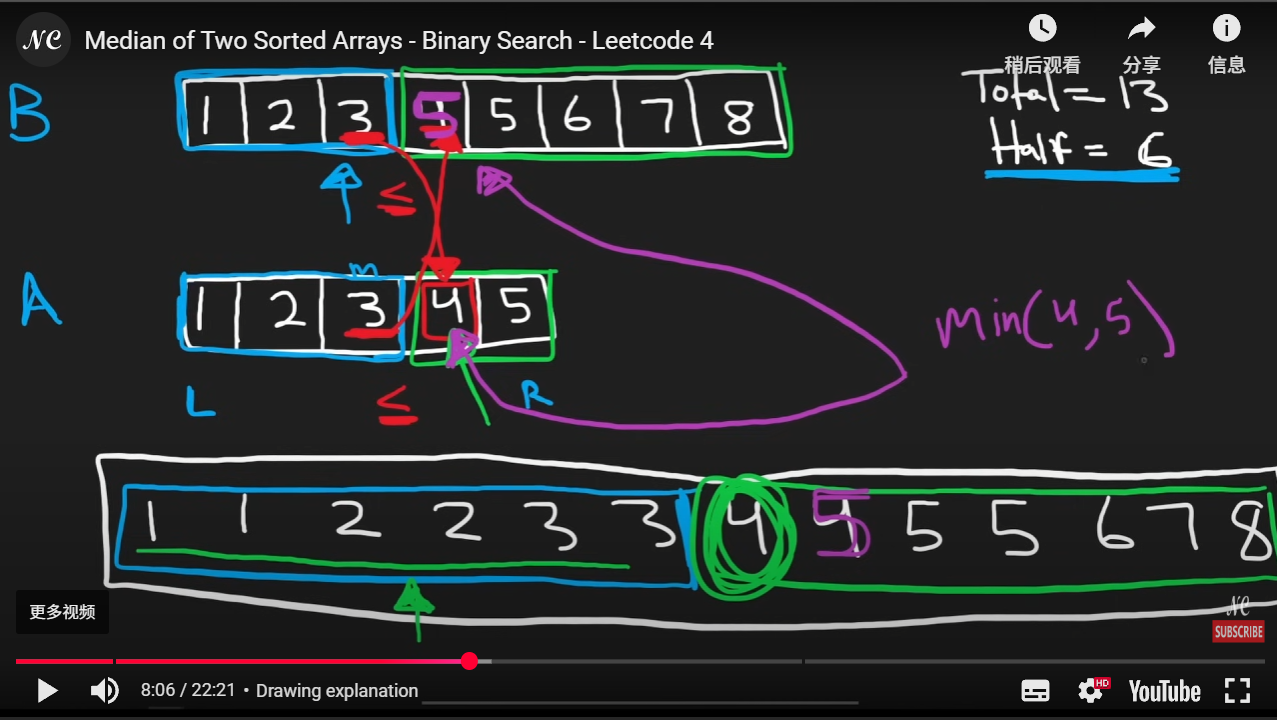 NC Median of Two Sorted Arrays - Binary Search - Leetcode 4
稍后观看 分享 信息
B 1 2 3 5 5 6 7 8
Total = 13
Half = 6
≤
m
A 1 2 3 4 5
min(4,5)
L ≤ R
1 1 2 2 3 3 4 5 5 5 6 7 8
更多视频
NC
SUBSCRIBE
8:06 / 22:21 • Drawing explanation
HD
YouTube